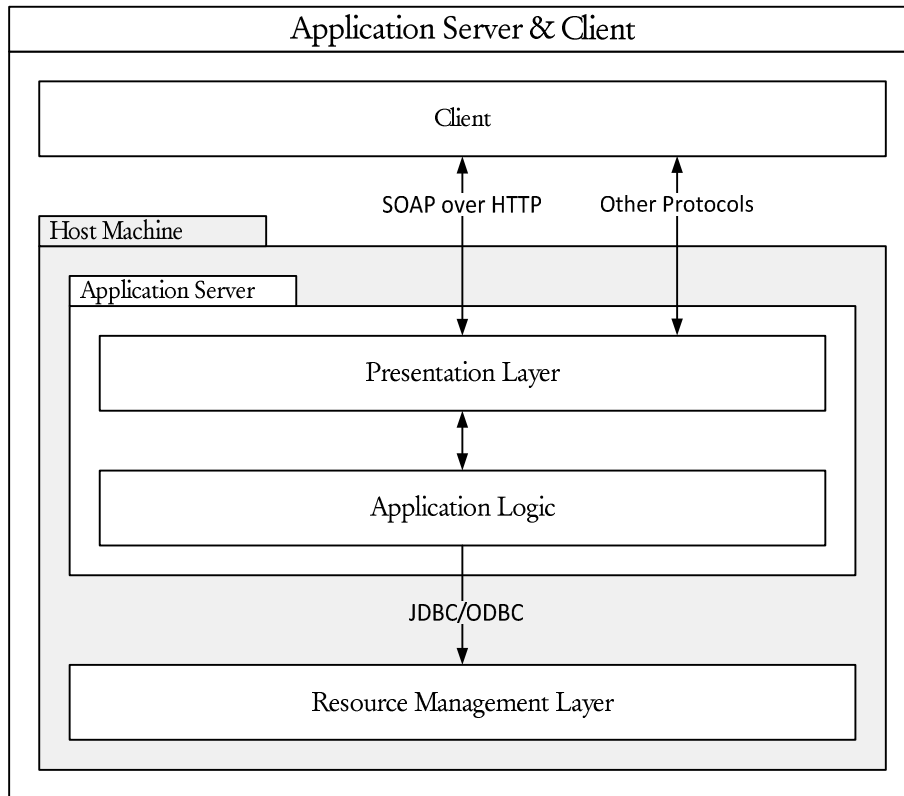 Application Server & Client
Client
SOAP over HTTP
Other Protocols
Host Machine
Application Server
Presentation Layer
Application Logic
JDBC/ODBC
Resource Management Layer